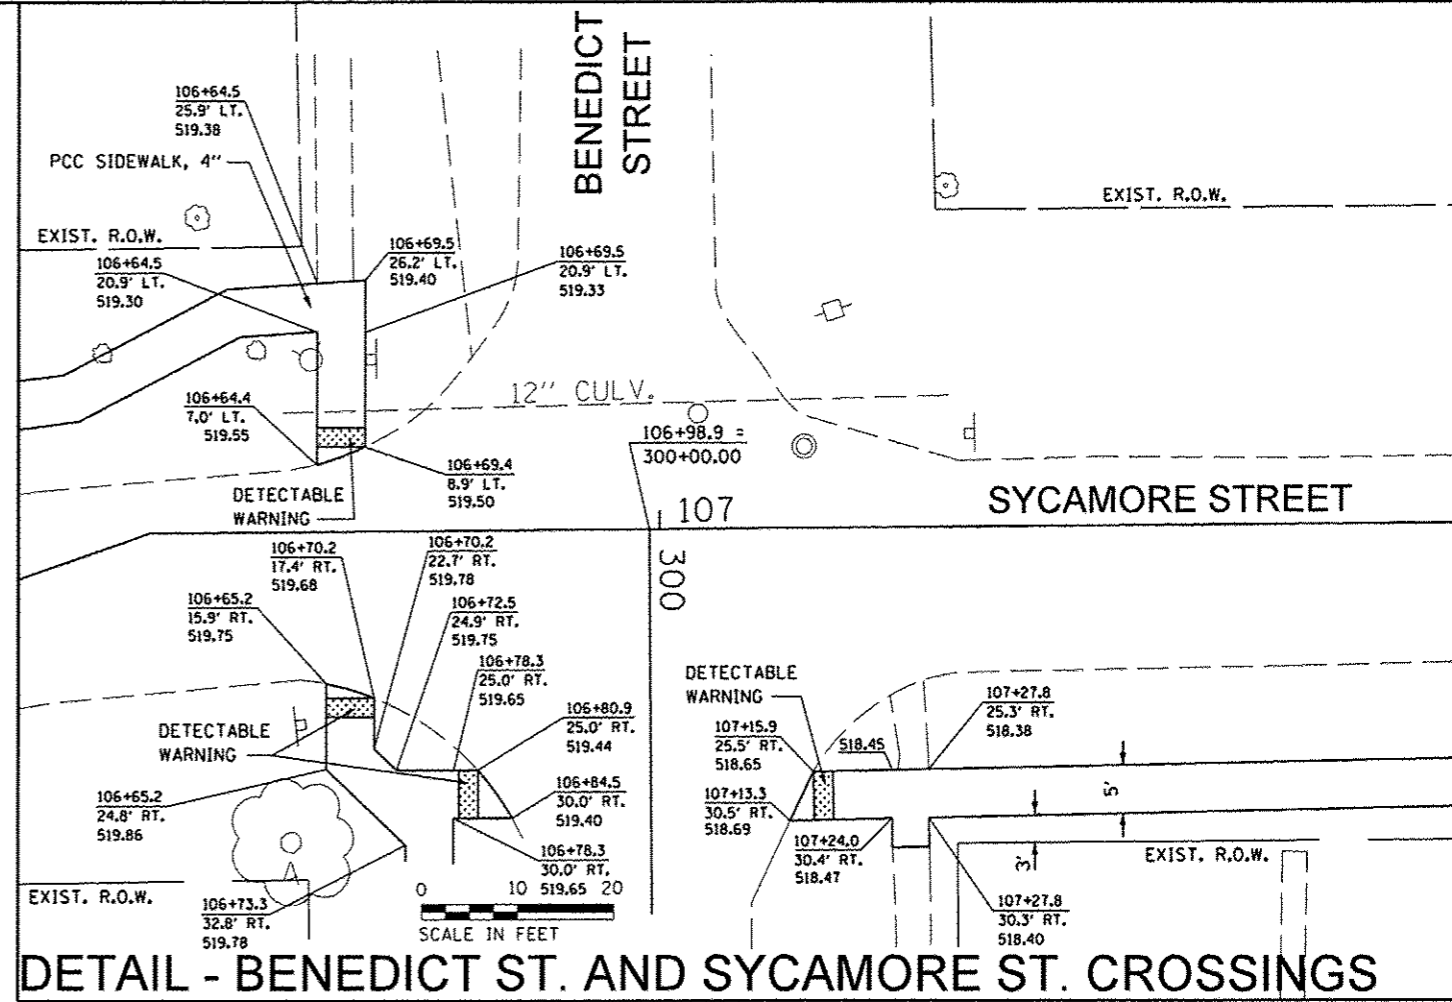 BENEDICT
STREET
106+64.5
25.9' LT.
519.38
PCC SIDEWALK, 4"
EXIST. R.O.W.
EXIST. R.O.W.
106+64.5
20.9' LT.
519.30
106+69.5
26.2' LT.
519.40
106+69.5
20.9' LT.
519.33
12" CULV.
106+64.4
7.0' LT.
519.55
106+98.9 =
300+00.00
106+69.4
8.9' LT.
519.50
DETECTABLE
WARNING
107
SYCAMORE STREET
300
106+70.2
17.4' RT.
519.68
106+70.2
22.7' RT.
519.78
106+65.2
15.9' RT.
519.75
106+72.5
24.9' RT.
519.75
106+78.3
25.0' RT.
519.65
106+80.9
25.0' RT.
519.44
DETECTABLE
WARNING
DETECTABLE
WARNING
107+15.9
25.5' RT.
518.65
518.45
107+27.8
25.3' RT.
518.38
106+65.2
24.8' RT.
519.86
106+84.5
30.0' RT.
519.40
107+13.3
30.5' RT.
518.69
5'
3'
106+78.3
30.0' RT.
519.65
107+24.0
30.4' RT.
518.47
EXIST. R.O.W.
EXIST. R.O.W.
106+73.3
32.8' RT.
519.78
107+27.8
30.3' RT.
518.40
0 10 20
SCALE IN FEET
DETAIL - BENEDICT ST. AND SYCAMORE ST. CROSSINGS